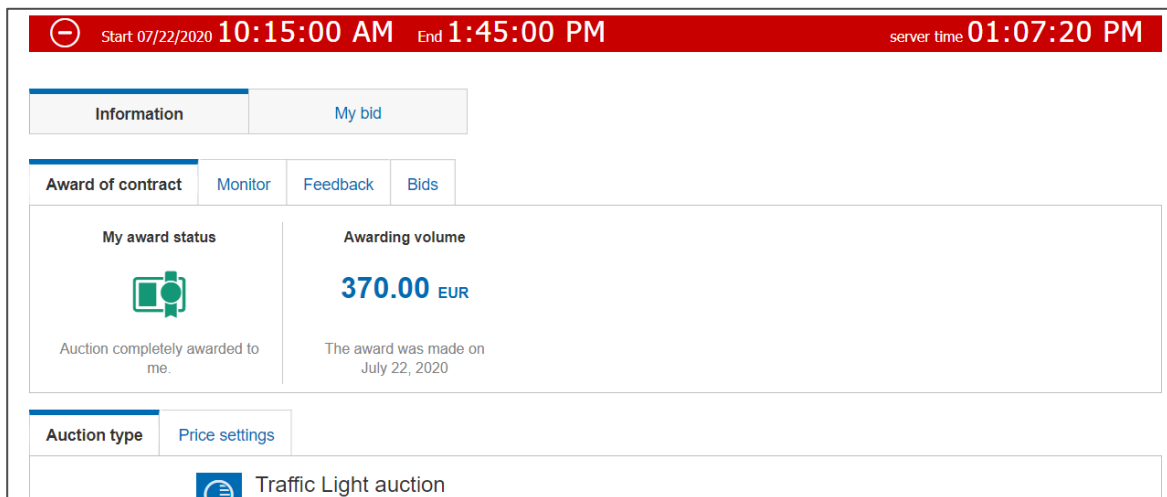 Start 07/22/2020 10:15:00 AM End 1:45:00 PM server time 01:07:20 PM
Information My bid
Award of contract Monitor Feedback Bids
My award status Awarding volume
370.00 EUR
Auction completely awarded to The award was made on
me. July 22, 2020
Auction type Price settings
Traffic Light auction